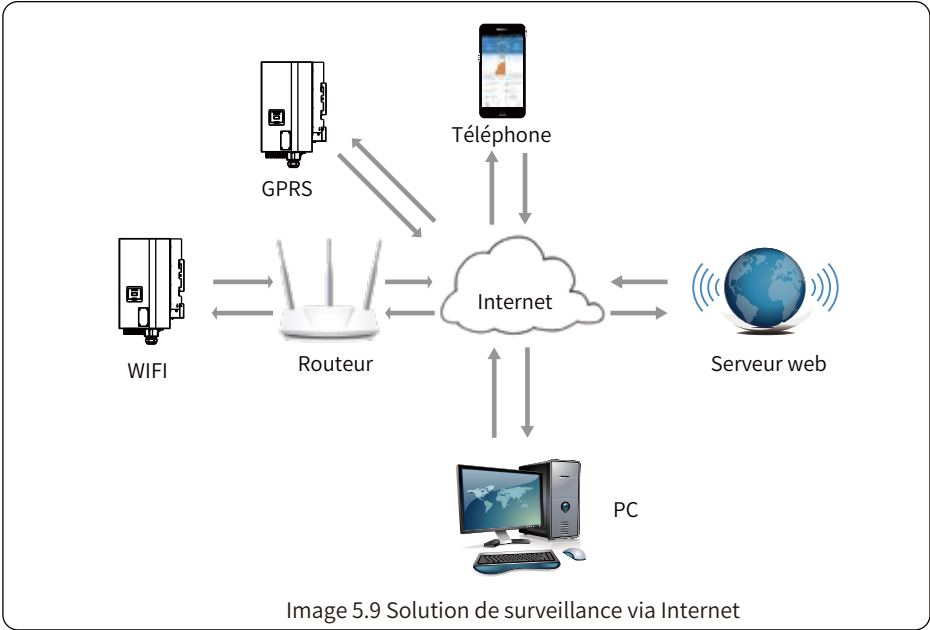 Téléphone
GPRS
Internet
WIFI
Routeur
Serveur web
PC
Image 5.9 Solution de surveillance via Internet